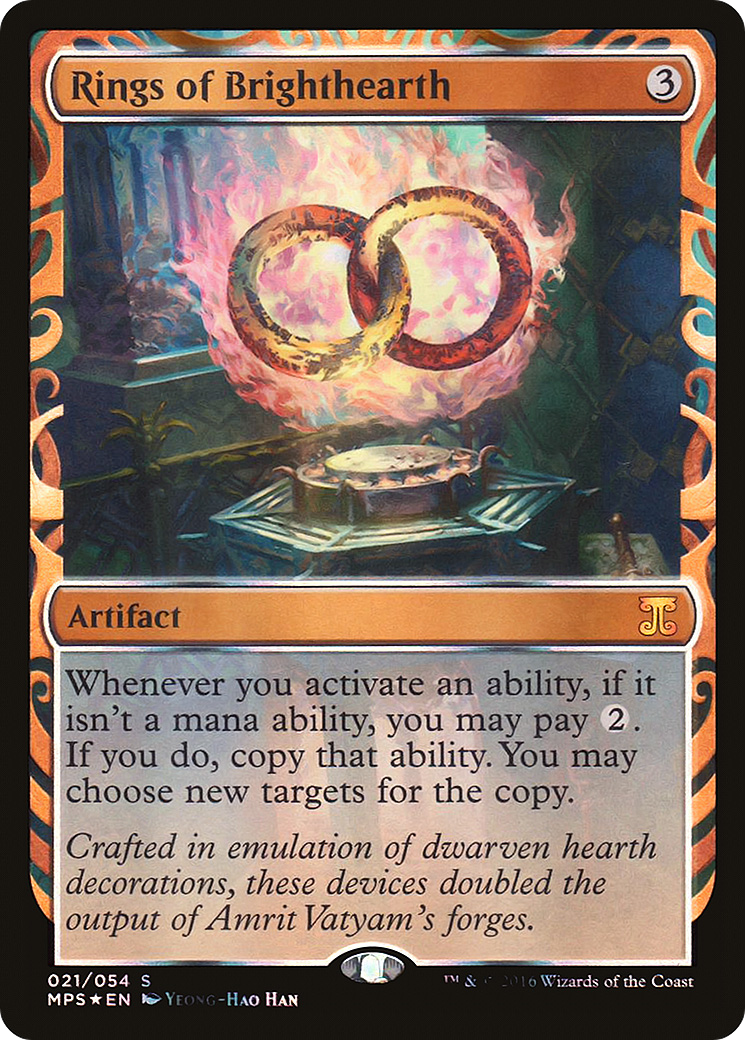 Rings of Brighthearth 3
Artifact
Whenever you activate an ability, if it
isn't a mana ability, you may pay 2.
If you do, copy that ability. You may
choose new targets for the copy.
Crafted in emulation of dwarven hearth
decorations, these devices doubled the
output of Amrit Vatyam's forges.
021/054 S
MPS★EN Yeong-Hao Han
™ & © 2016 Wizards of the Coast